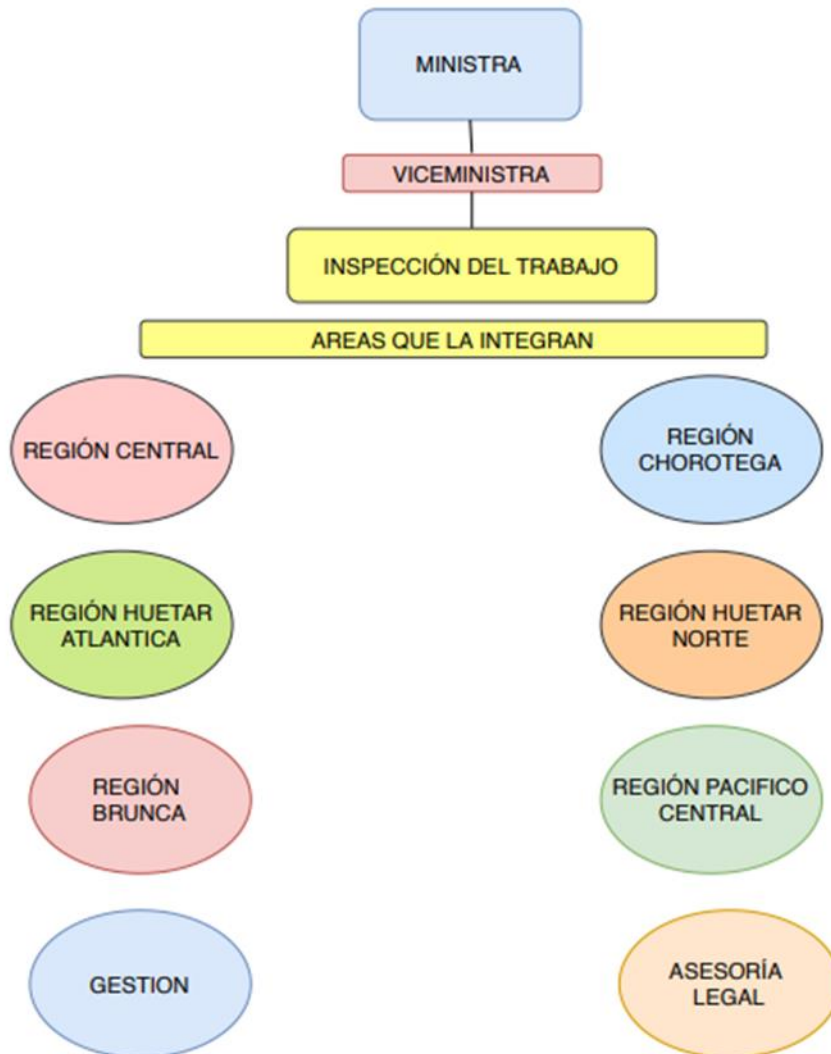 MINISTRA
VICEMINISTRA
INSPECCIÓN DEL TRABAJO
AREAS QUE LA INTEGRAN
REGIÓN CENTRAL
REGIÓN
CHOROTEGA
REGIÓN HUETAR
ATLANTICA
REGIÓN HUETAR
NORTE
REGIÓN
BRUNCA
REGIÓN PACIFICO
CENTRAL
GESTION
ASESORÍA
LEGAL